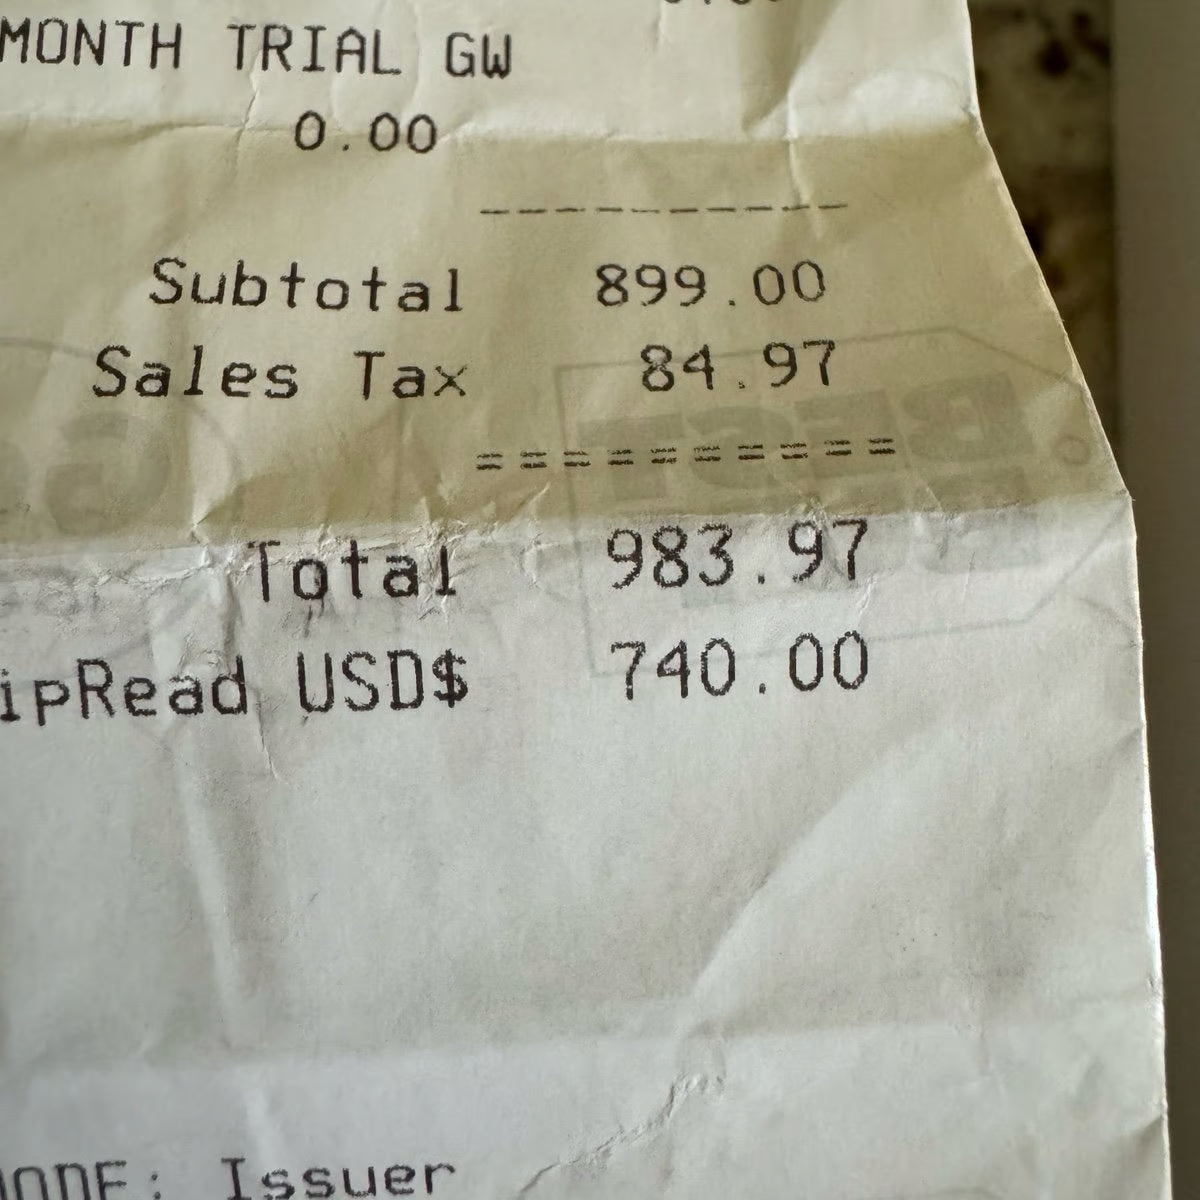 MONTH TRIAL GW
0.00
----------
Subtotal 899.00
Sales Tax 84.97
==========
Total 983.97
ipRead USD$ 740.00
MODE: Issuer